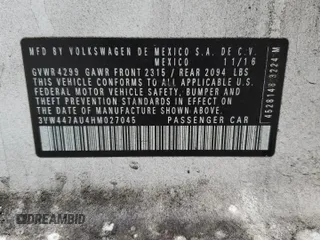 MFD BY VOLKSWAGEN DE MEXICO S.A. DE C.V.
MEXICO 11/16
GVWR 4299 GAWR FRONT 2315 / REAR 2094 LBS
THIS VEHICLE CONFORMS TO ALL APPLICABLE U.S.
FEDERAL MOTOR VEHICLE SAFETY, BUMPER AND
THEFT PREVENTION STANDARDS IN EFFECT ON THE
DATE OF MANUFACTURE SHOWN ABOVE.
3VW447AU4HM027045 PASSENGER CAR
DREAMBID